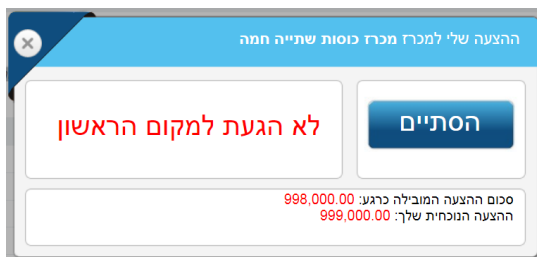 ההצעה שלי למכרז מכרז כוסות שתייה חמה
הסתיים
לא הגעת למקום הראשון
סכום ההצעה המובילה כרגע: 998,000.00
ההצעה הנוכחית שלך: 999,000.00